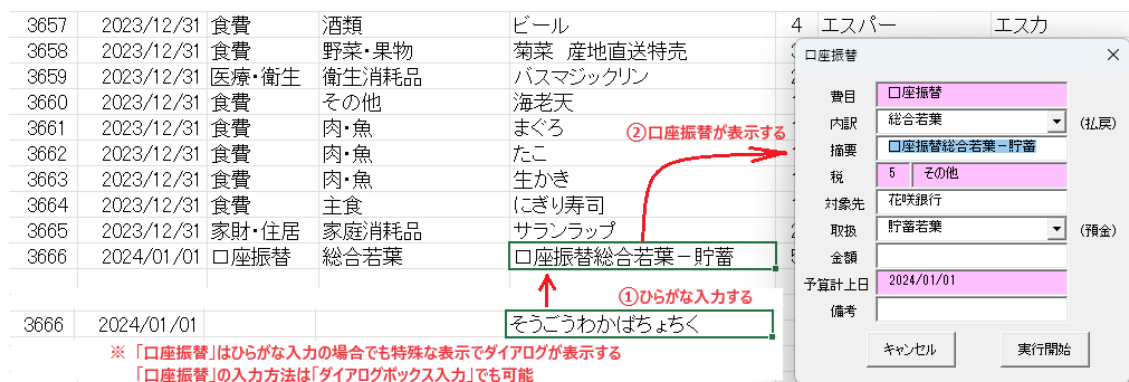 3657 2023/12/31 食費 酒類 ビール 4 エスパー エスカ
3658 2023/12/31 食費 野菜・果物 菊菜 産地直送特売
3659 2023/12/31 医療・衛生 衛生消耗品 バスマジックリン
3660 2023/12/31 食費 その他 海老天
3661 2023/12/31 食費 肉・魚 まぐろ
3662 2023/12/31 食費 肉・魚 たこ
3663 2023/12/31 食費 肉・魚 生かき
3664 2023/12/31 食費 主食 にぎり寿司
3665 2023/12/31 家財・住居 家庭消耗品 サランラップ
3666 2024/01/01 口座振替 総合若葉 口座振替総合若葉－貯蓄
②口座振替が表示する
①ひらがな入力する
3666 2024/01/01 そうごうわかばちょちく
※ 「口座振替」はひらがな入力の場合でも特殊な表示でダイアログが表示する
「口座振替」の入力方法は「ダイアログボックス入力」でも可能
口座振替
費目 口座振替
内訳 総合若葉 (払戻)
摘要 口座振替総合若葉－貯蓄
税 5 その他
対象先 花咲銀行
取扱 貯蓄若葉 (預金)
金額
予算計上日 2024/01/01
備考
キャンセル 実行開始